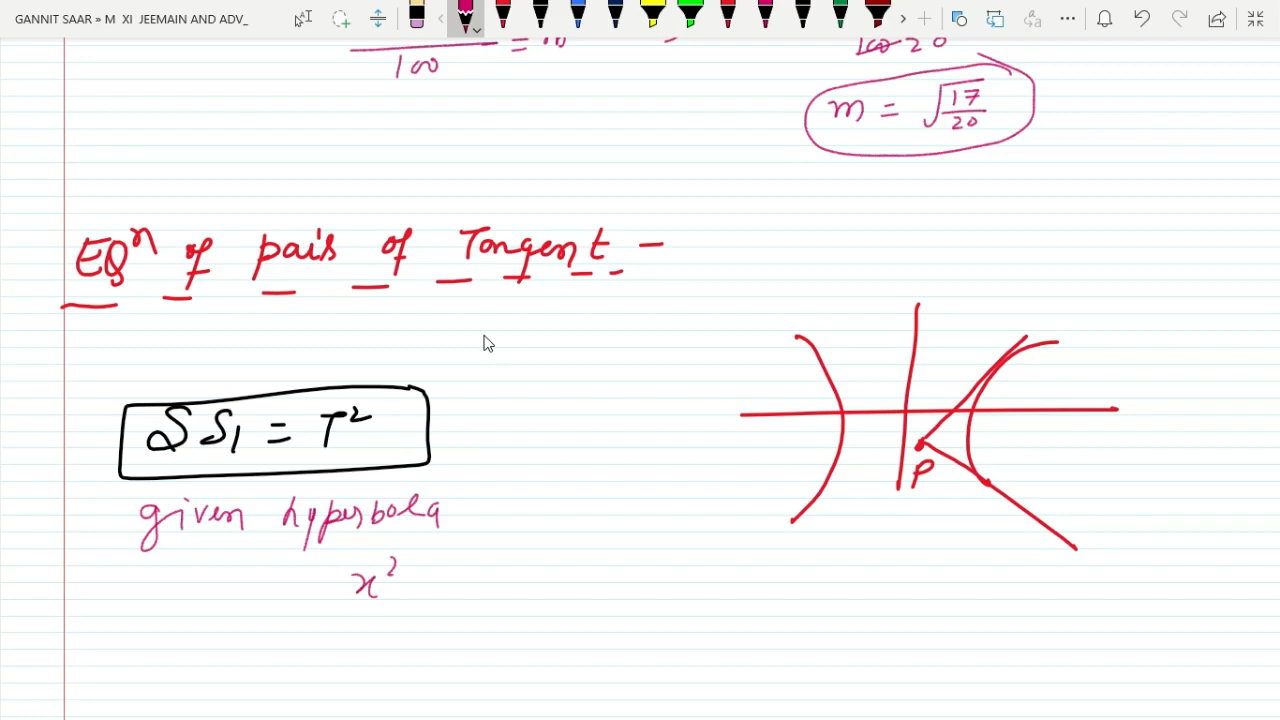 GANNIT SAAR » M XI JEEMAIN AND ADV_
100
20
m = √17/20
EQn of pair of Tangent -
SS1 = T²
P
given hyperbola
x²